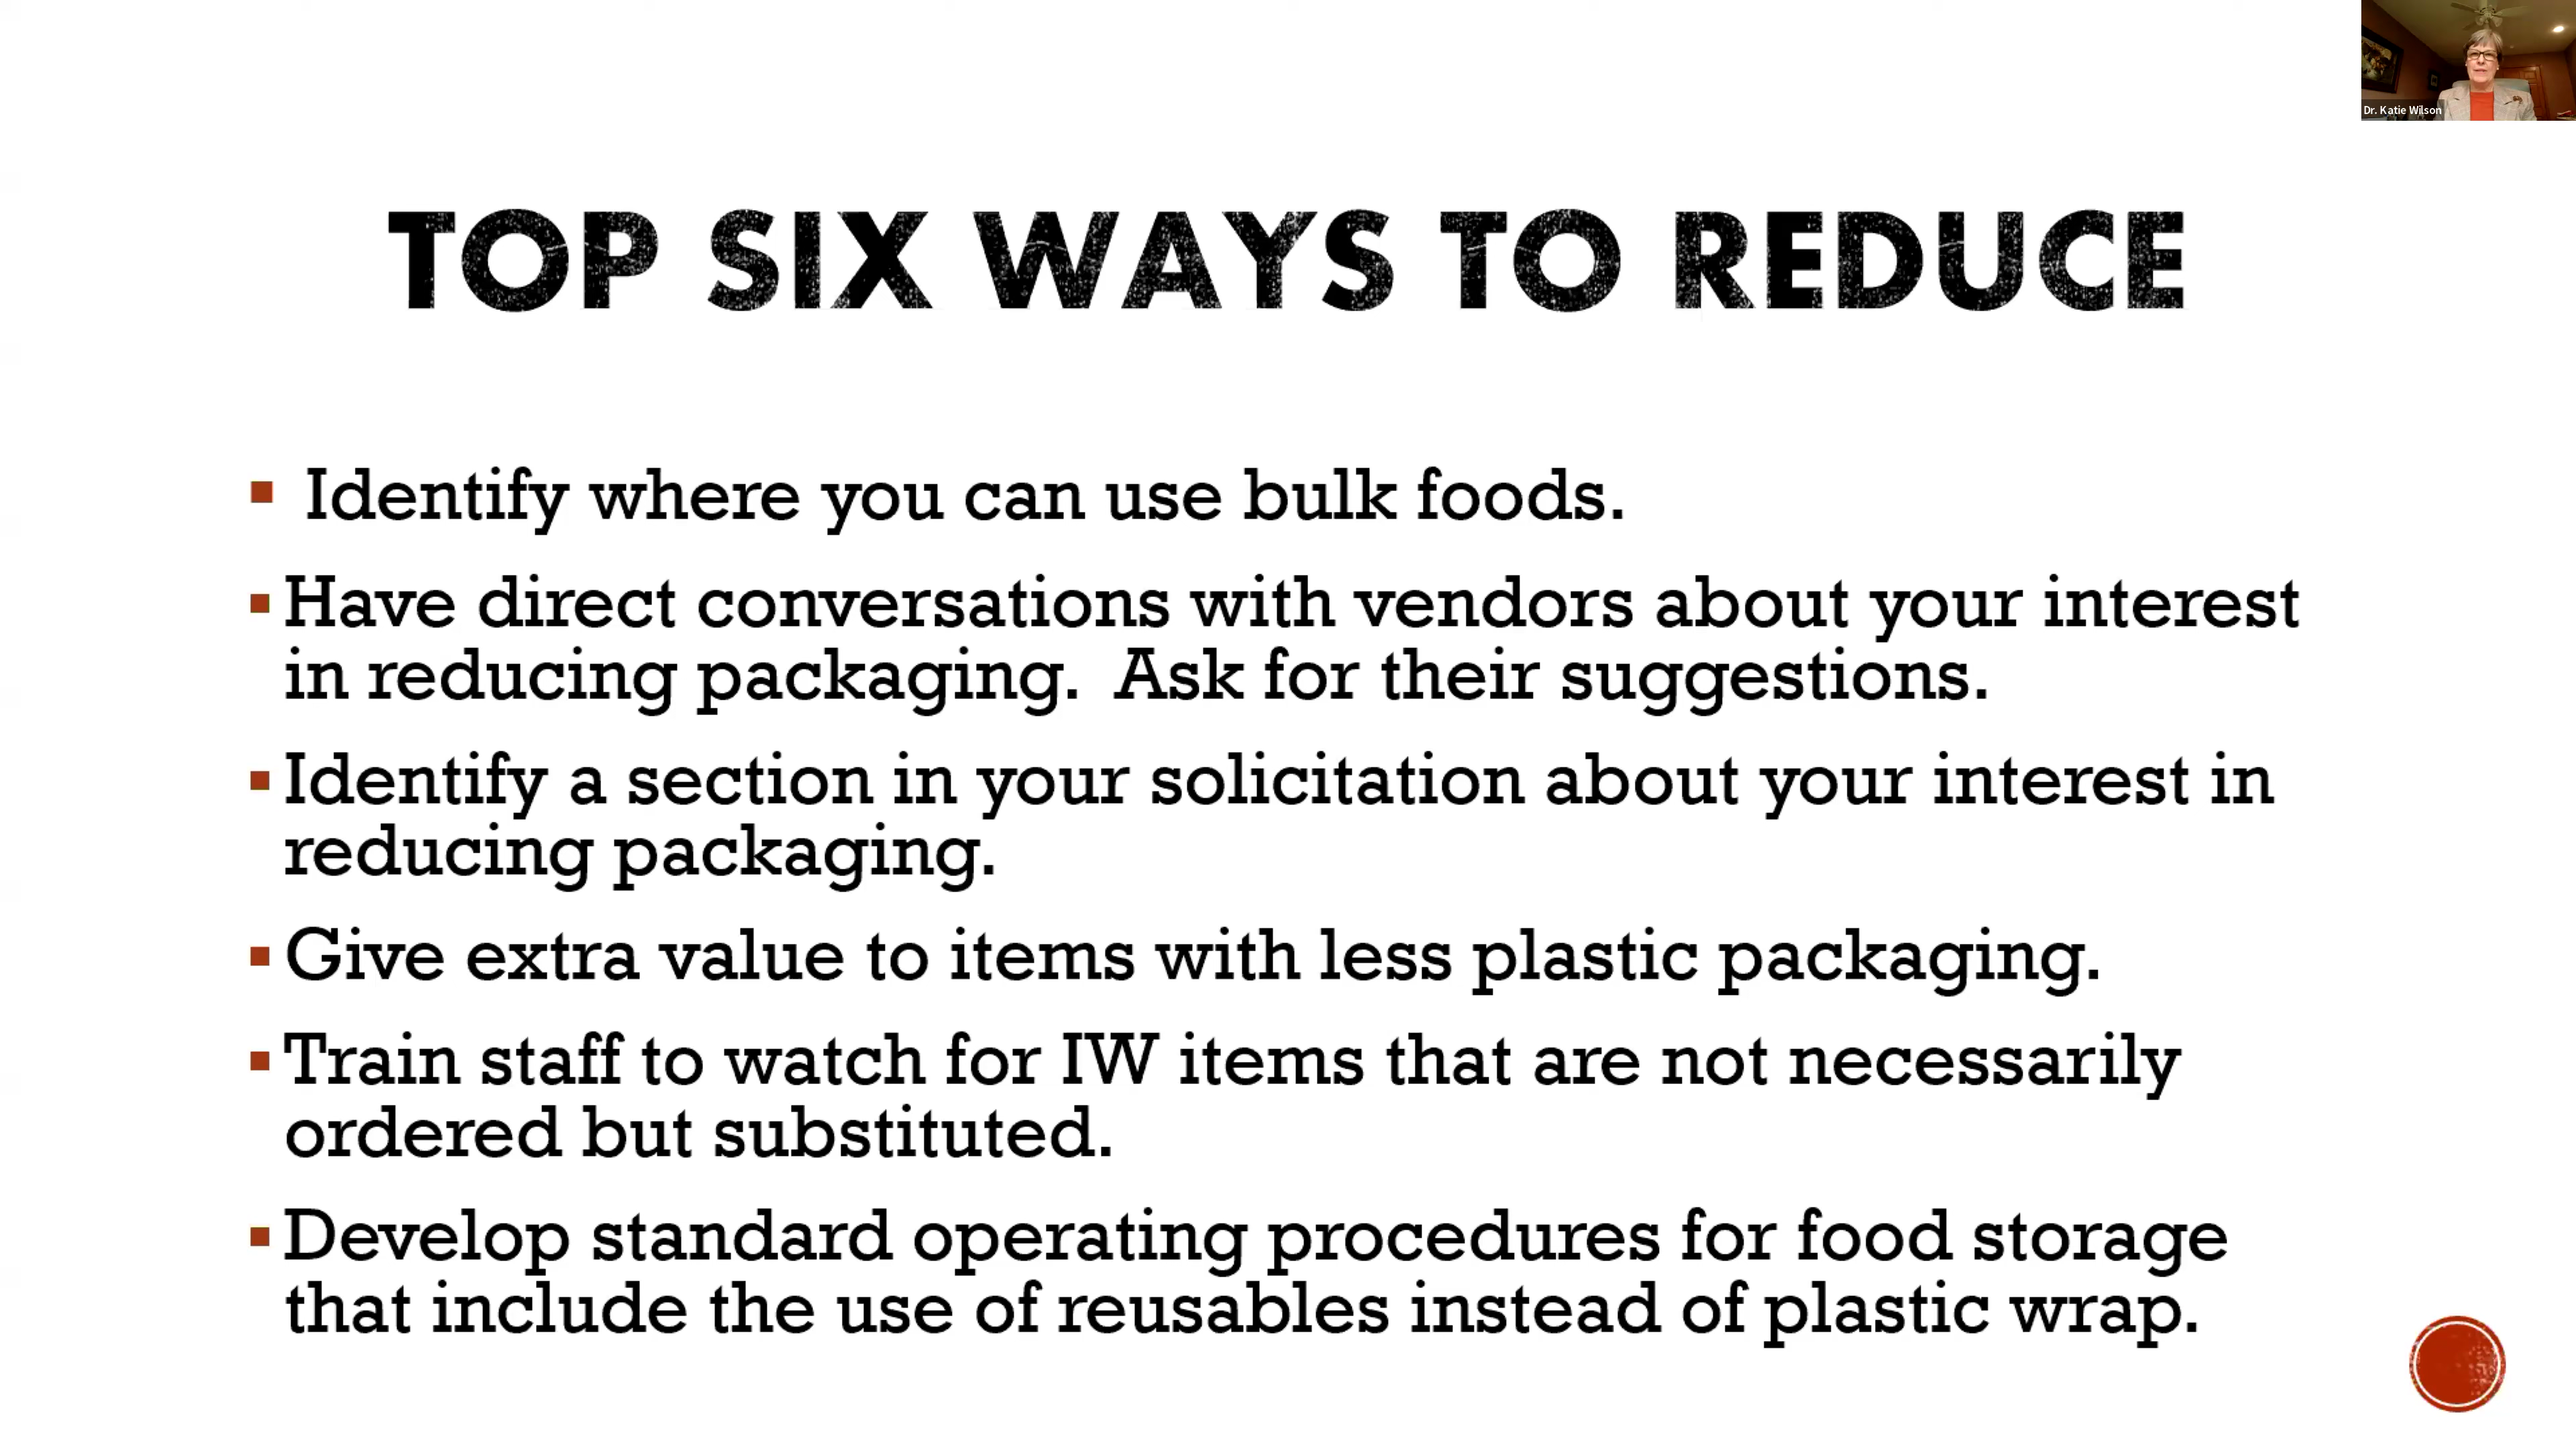 Dr. Katie Wilson
TOP SIX WAYS TO REDUCE
▪ Identify where you can use bulk foods.
▪ Have direct conversations with vendors about your interest
in reducing packaging.  Ask for their suggestions.
▪ Identify a section in your solicitation about your interest in
reducing packaging.
▪ Give extra value to items with less plastic packaging.
▪ Train staff to watch for IW items that are not necessarily
ordered but substituted.
▪ Develop standard operating procedures for food storage
that include the use of reusables instead of plastic wrap.